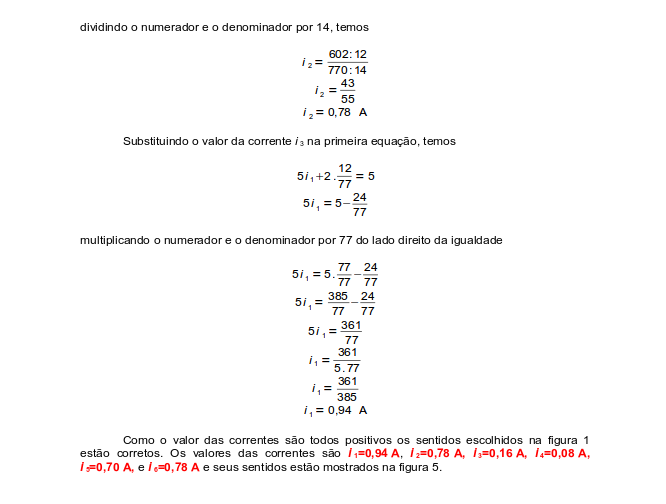 dividindo o numerador e o denominador por 14, temos
i₂ = 602:12 / 770:14
i₂ = 43 / 55
i₂ = 0,78 A
Substituindo o valor da corrente i₃ na primeira equação, temos
5i₁+2.12 / 77 = 5
5i₁ = 5−24 / 77
multiplicando o numerador e o denominador por 77 do lado direito da igualdade
5i₁ = 5.77 / 77−24 / 77
5i₁ = 385 / 77−24 / 77
5i₁ = 361 / 77
i₁ = 361 / 5.77
i₁ = 361 / 385
i₁ = 0,94 A
Como o valor das correntes são todos positivos os sentidos escolhidos na figura 1
estão corretos. Os valores das correntes são i₁=0,94 A, i₂=0,78 A, i₃=0,16 A, i₄=0,08 A,
i₅=0,70 A, e i₆=0,78 A e seus sentidos estão mostrados na figura 5.